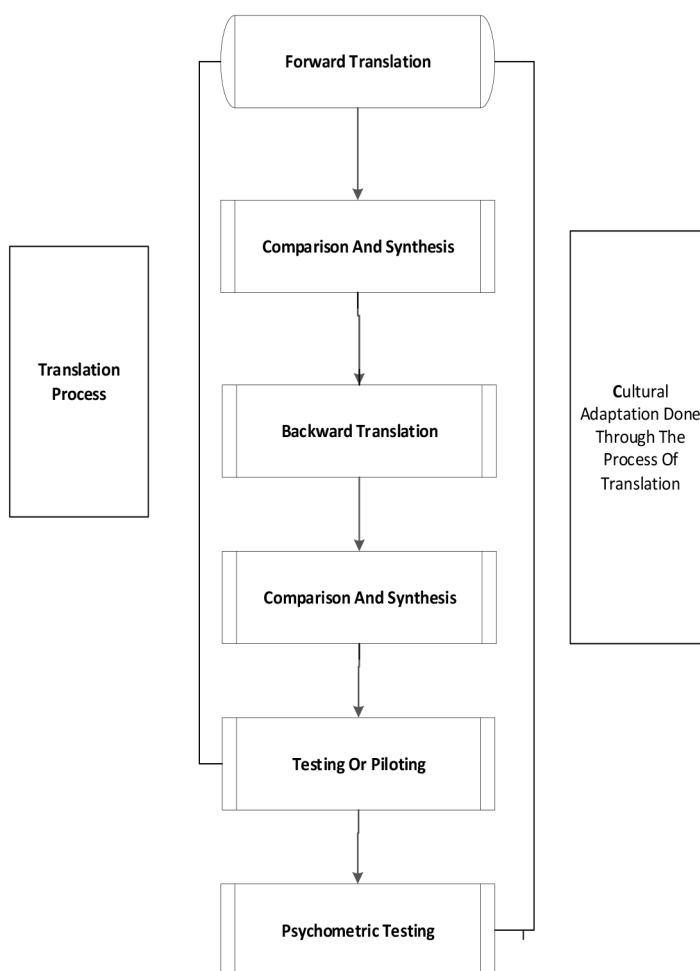 Forward Translation
Comparison And Synthesis
Translation
Process
Backward Translation
Cultural
Adaptation Done
Through The
Process Of
Translation
Comparison And Synthesis
Testing Or Piloting
Psychometric Testing